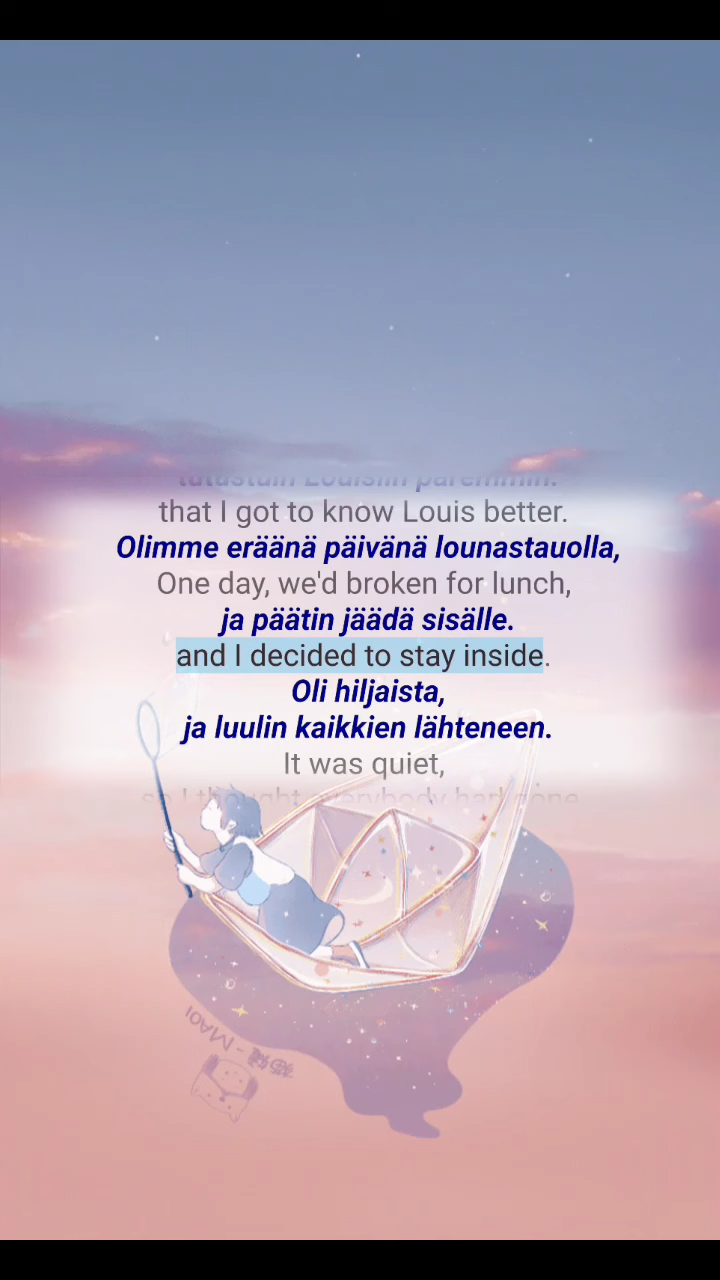 tutustuin Louisiin paremmin.
that I got to know Louis better.
Olimme eräänä päivänä lounastauolla,
One day, we'd broken for lunch,
ja päätin jäädä sisälle.
and I decided to stay inside.
Oli hiljaista,
ja luulin kaikkien lähteneen.
It was quiet,
so I thought everybody had gone
MAOI